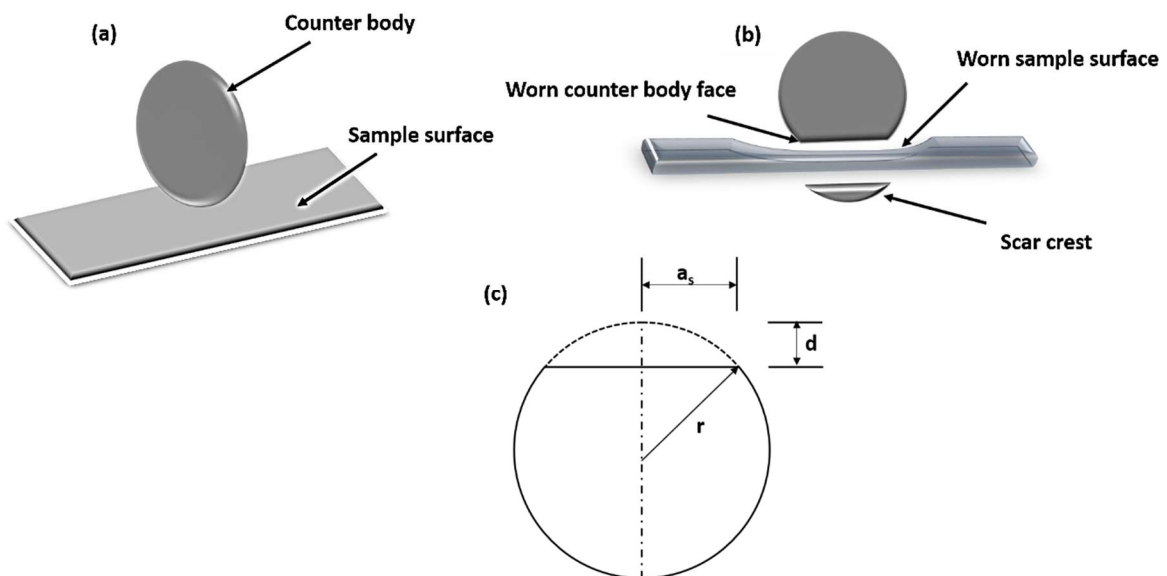 (a)
Counter body
Sample surface
(b)
Worn sample surface
Worn counter body face
Scar crest
(c)
aₛ
d
r